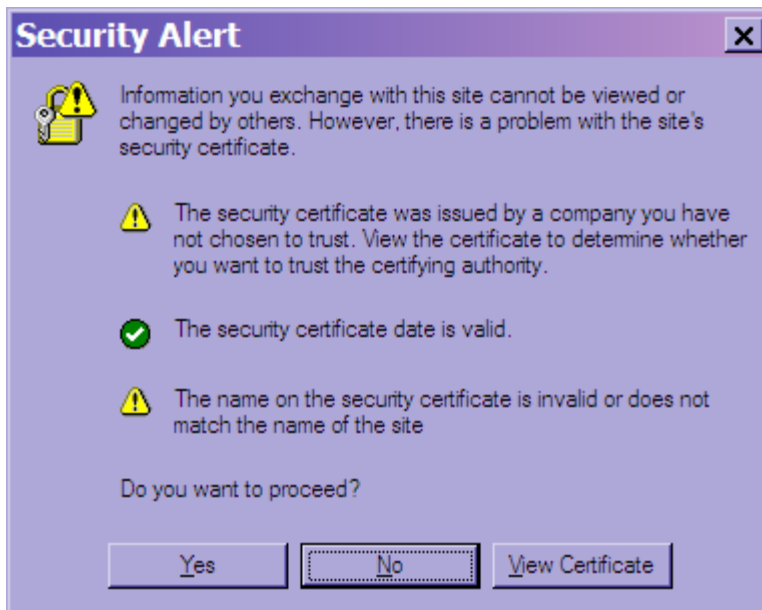 Security Alert
Information you exchange with this site cannot be viewed or
changed by others. However, there is a problem with the site's
security certificate.
The security certificate was issued by a company you have
not chosen to trust. View the certificate to determine whether
you want to trust the certifying authority.
The security certificate date is valid.
The name on the security certificate is invalid or does not
match the name of the site
Do you want to proceed?
Yes No View Certificate